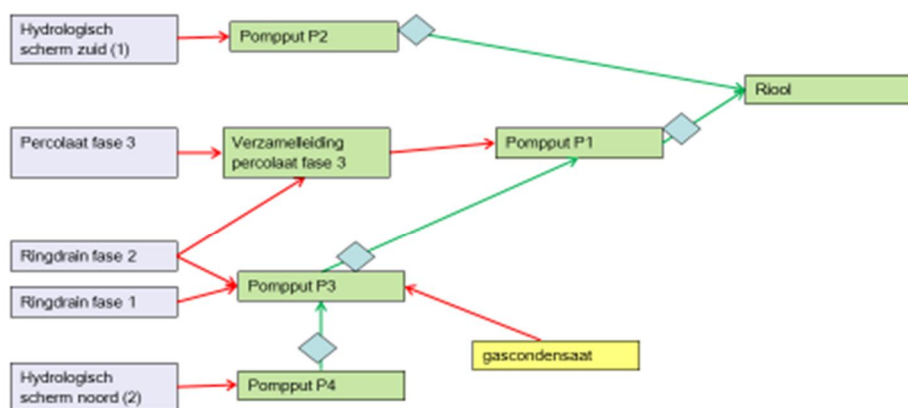 Hydrologisch
scherm zuid (1)
Pompput P2
Riool
Percolaat fase 3
Verzamelleiding
percolaat fase 3
Pompput P1
Ringdrain fase 2
Pompput P3
Ringdrain fase 1
gascondensaat
Hydrologisch
scherm noord (2)
Pompput P4